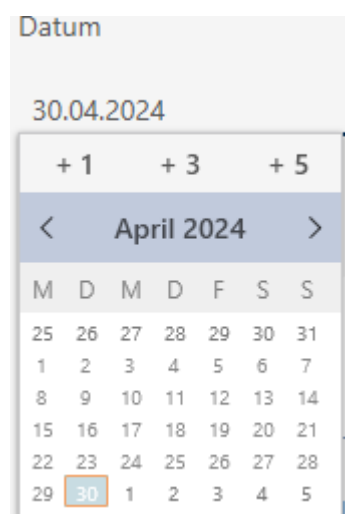 Datum
30.04.2024
+ 1 + 3 + 5
< April 2024 >
M D M D F S S
25 26 27 28 29 30 31
1 2 3 4 5 6 7
8 9 10 11 12 13 14
15 16 17 18 19 20 21
22 23 24 25 26 27 28
29 30 1 2 3 4 5